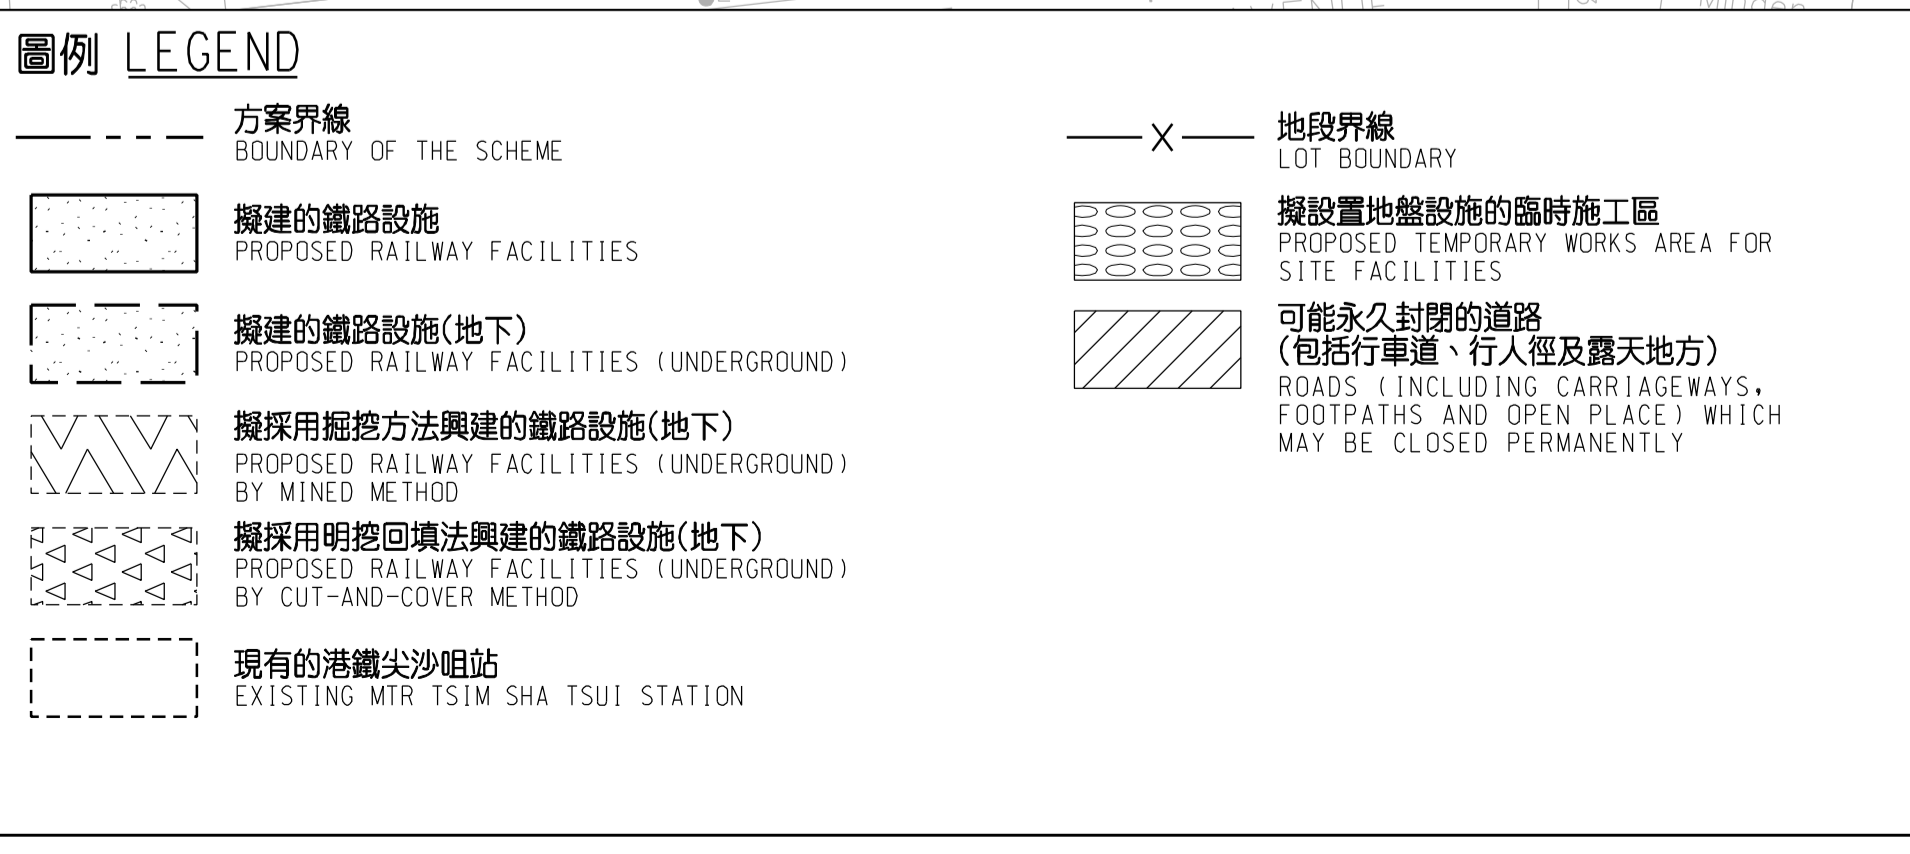 圖例 LEGEND
方案界線
BOUNDARY OF THE SCHEME
擬建的鐵路設施
PROPOSED RAILWAY FACILITIES
擬建的鐵路設施(地下)
PROPOSED RAILWAY FACILITIES (UNDERGROUND)
擬採用掘挖方法興建的鐵路設施(地下)
PROPOSED RAILWAY FACILITIES (UNDERGROUND)
BY MINED METHOD
擬採用明挖回填法興建的鐵路設施(地下)
PROPOSED RAILWAY FACILITIES (UNDERGROUND)
BY CUT-AND-COVER METHOD
現有的港鐵尖沙咀站
EXISTING MTR TSIM SHA TSUI STATION
X
地段界線
LOT BOUNDARY
擬設置地盤設施的臨時施工區
PROPOSED TEMPORARY WORKS AREA FOR
SITE FACILITIES
可能永久封閉的道路
(包括行車道、行人徑及露天地方)
ROADS (INCLUDING CARRIAGEWAYS,
FOOTPATHS AND OPEN PLACE) WHICH
MAY BE CLOSED PERMANENTLY